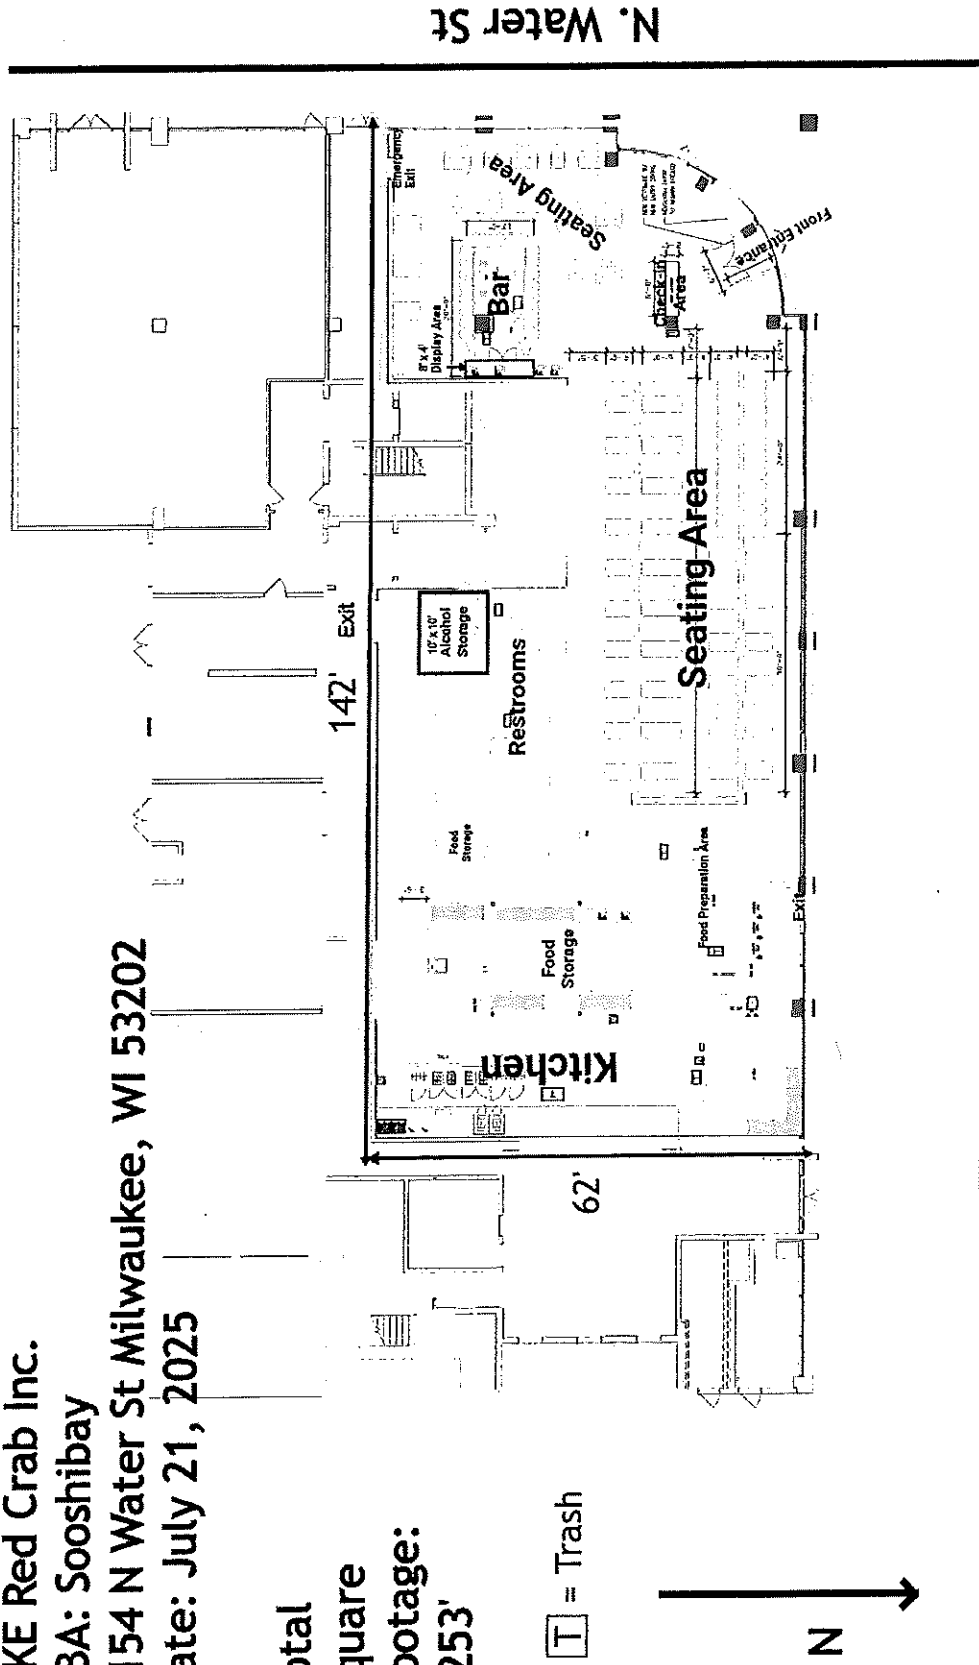 KE Red Crab Inc.
BA: Sooshibay
154 N Water St Milwaukee, WI 53202
ate: July 21, 2025
otal
quare
ootage:
253'
T = Trash
N
N. Water St
142'
62'
Exit
Emergency
Exit
Seating Area
8' x 4'
Display Area
Bar
Check-in
Area
Front Entrance
10' x 10'
Alcohol
Storage
Restrooms
Seating Area
Food
Storage
Food
Storage
Food Preparation Area
Exit
Kitchen